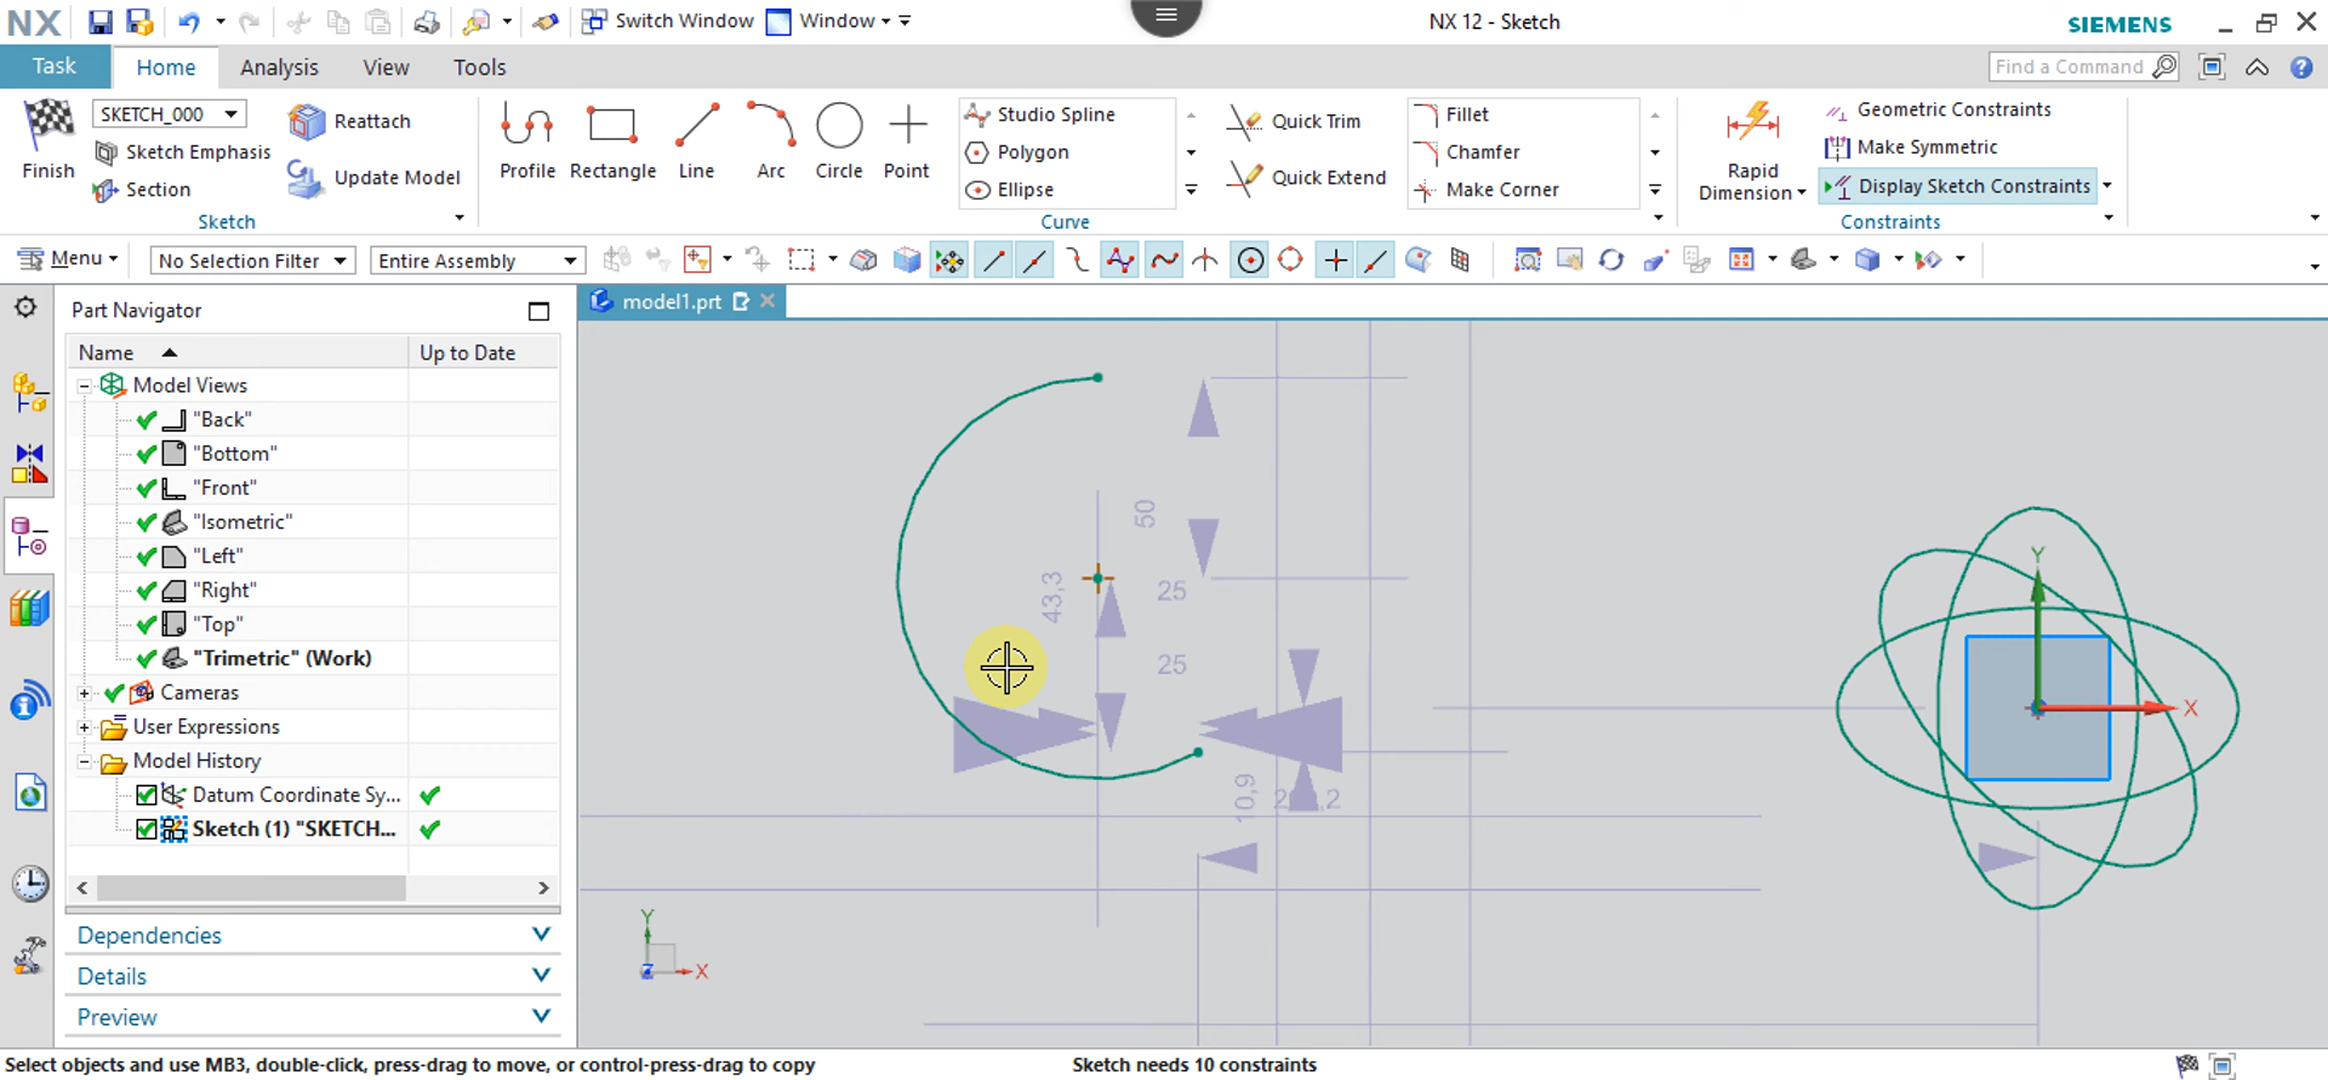 NX Switch Window Window NX 12 - Sketch SIEMENS
Task Home Analysis View Tools Find a Command
SKETCH_000 Reattach Studio Spline Quick Trim Fillet Geometric Constraints
Finish Sketch Emphasis Profile Rectangle Line Arc Circle Point Polygon Chamfer Rapid Dimension Make Symmetric
Section Update Model Ellipse Quick Extend Make Corner Display Sketch Constraints
Sketch Curve Constraints
Menu No Selection Filter Entire Assembly
Part Navigator model1.prt
Name Up to Date
Model Views
"Back"
"Bottom"
"Front"
"Isometric"
"Left"
"Right"
"Top"
"Trimetric" (Work)
Cameras
User Expressions
Model History
Datum Coordinate Sy...
Sketch (1) "SKETCH...
Dependencies
Details
Preview
50
43,3
25
25
10,9
Y
X
Y
Z
X
Select objects and use MB3, double-click, press-drag to move, or control-press-drag to copy Sketch needs 10 constraints